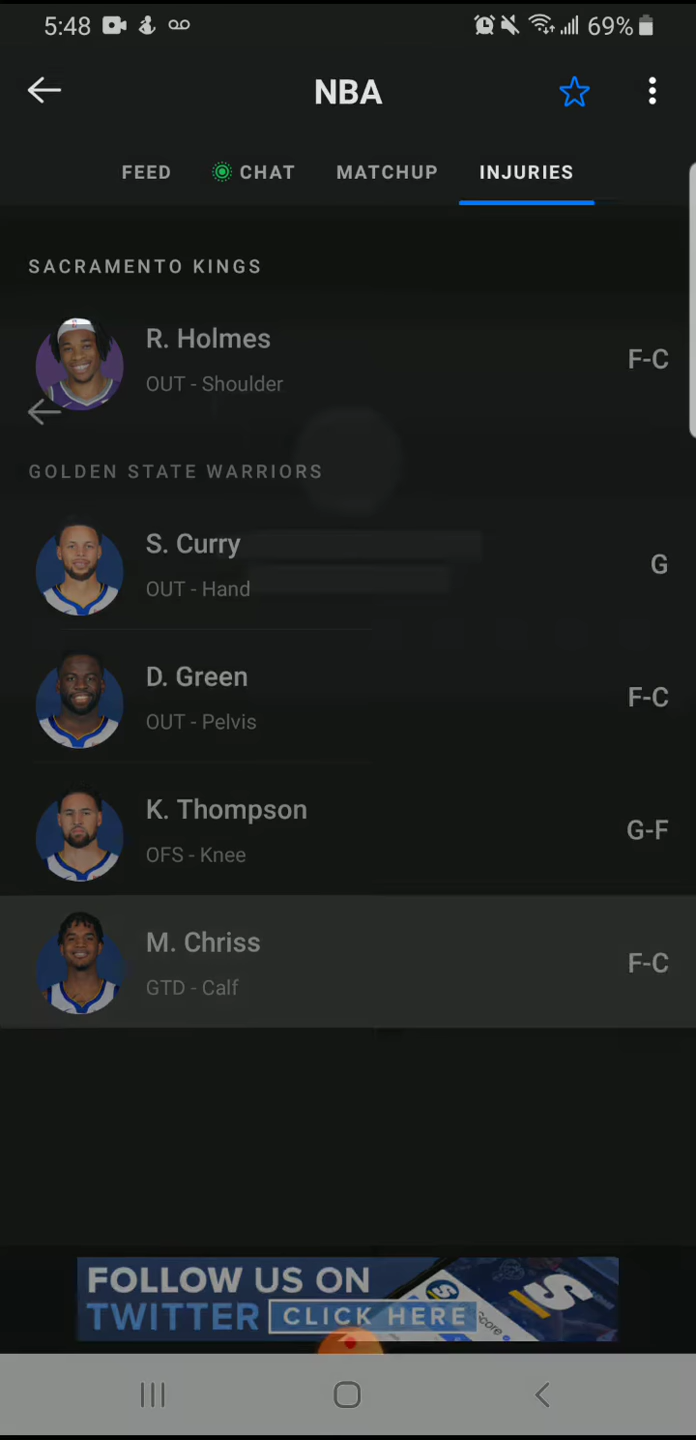 5:48
69%
NBA
FEED
CHAT
MATCHUP
INJURIES
SACRAMENTO KINGS
R. Holmes
OUT - Shoulder
F-C
GOLDEN STATE WARRIORS
S. Curry
OUT - Hand
G
D. Green
OUT - Pelvis
F-C
K. Thompson
OFS - Knee
G-F
M. Chriss
GTD - Calf
F-C
FOLLOW US ON
TWITTER CLICK HERE
Score